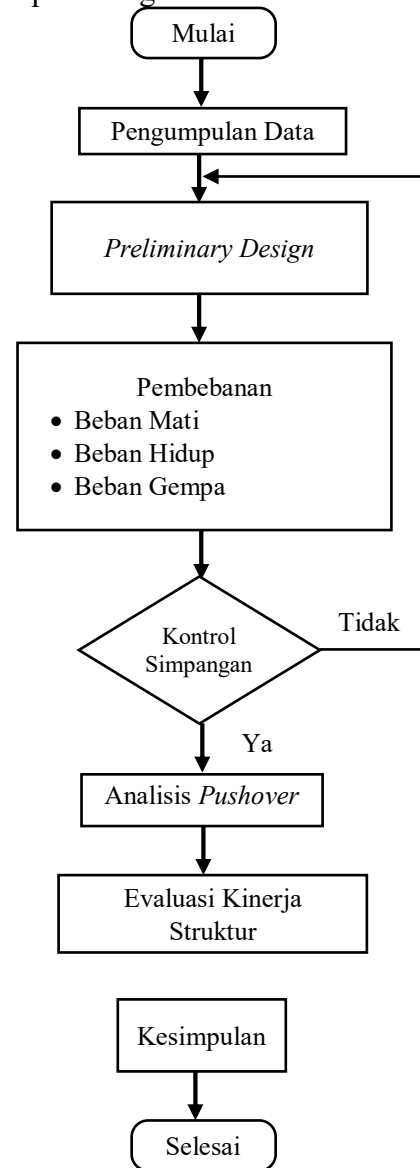 Mulai
Pengumpulan Data
Preliminary Design
Pembebanan
• Beban Mati
• Beban Hidup
• Beban Gempa
Kontrol
Simpangan
Tidak
Ya
Analisis Pushover
Evaluasi Kinerja
Struktur
Kesimpulan
Selesai